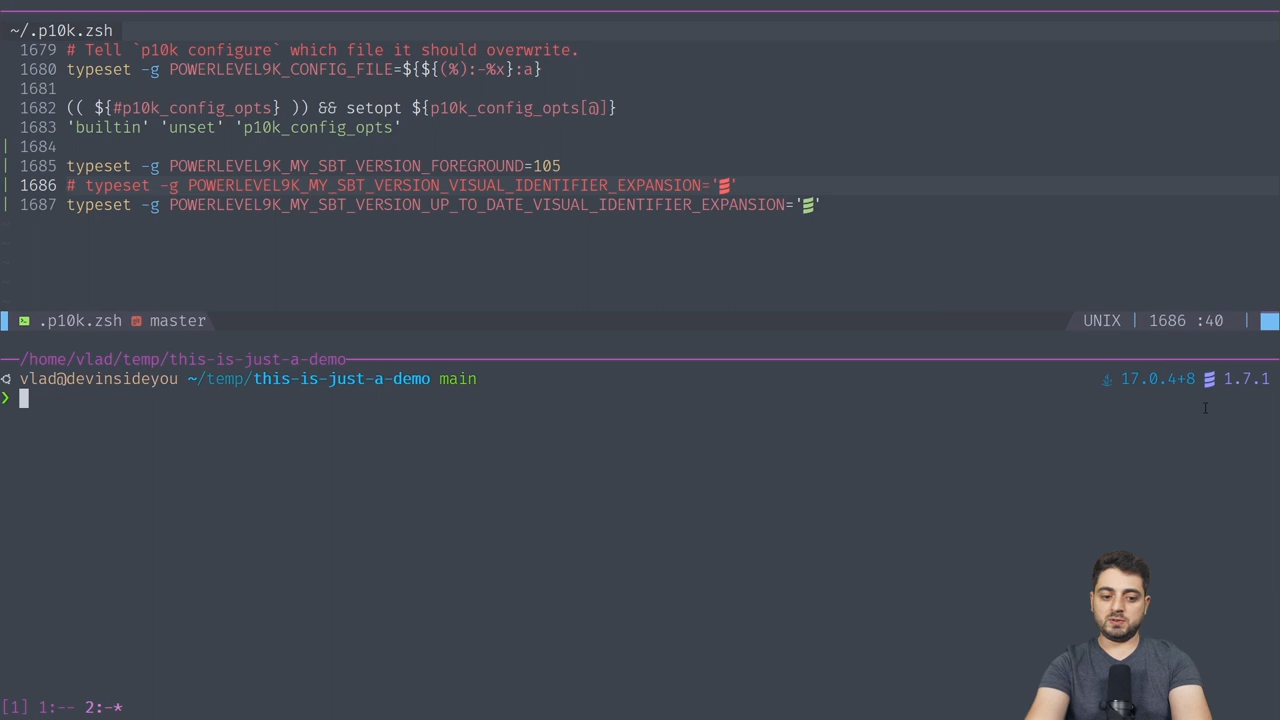 ~/.p10k.zsh
1679 # Tell `p10k configure` which file it should overwrite.
1680 typeset -g POWERLEVEL9K_CONFIG_FILE=${${(%):-%x}:a}
1681
1682 (( ${#p10k_config_opts} )) && setopt ${p10k_config_opts[@]}
1683 'builtin' 'unset' 'p10k_config_opts'
1684
1685 typeset -g POWERLEVEL9K_MY_SBT_VERSION_FOREGROUND=105
1686 # typeset -g POWERLEVEL9K_MY_SBT_VERSION_VISUAL_IDENTIFIER_EXPANSION=''
1687 typeset -g POWERLEVEL9K_MY_SBT_VERSION_UP_TO_DATE_VISUAL_IDENTIFIER_EXPANSION=''
~
~
~
~
.p10k.zsh master UNIX | 1686 :40 |
/home/vlad/temp/this-is-just-a-demo
vlad@devinsideyou ~/temp/this-is-just-a-demo main 17.0.4+8 1.7.1
❯
[1] 1:-- 2:-*